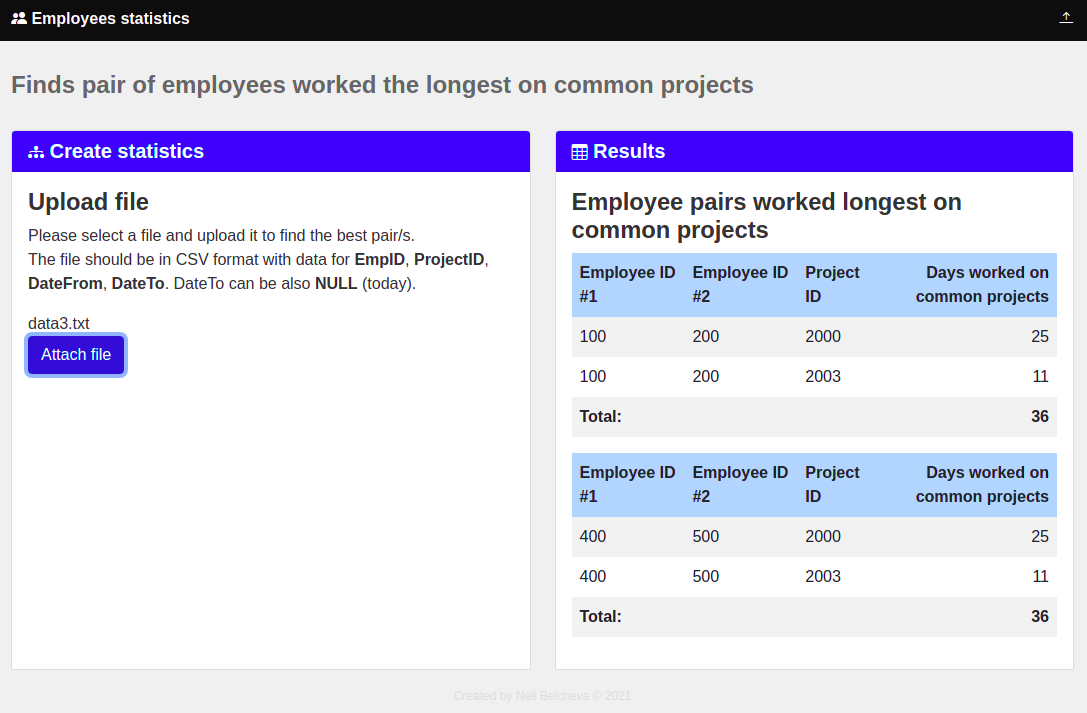 Employees statistics
Finds pair of employees worked the longest on common projects
Create statistics
Upload file
Please select a file and upload it to find the best pair/s.
The file should be in CSV format with data for EmpID, ProjectID,
DateFrom, DateTo. DateTo can be also NULL (today).
data3.txt
Attach file
Results
Employee pairs worked longest on
common projects
Employee ID Employee ID Project Days worked on
#1 #2 ID common projects
100 200 2000 25
100 200 2003 11
Total: 36
Employee ID Employee ID Project Days worked on
#1 #2 ID common projects
400 500 2000 25
400 500 2003 11
Total: 36
Created by Neli Belcheva © 2021